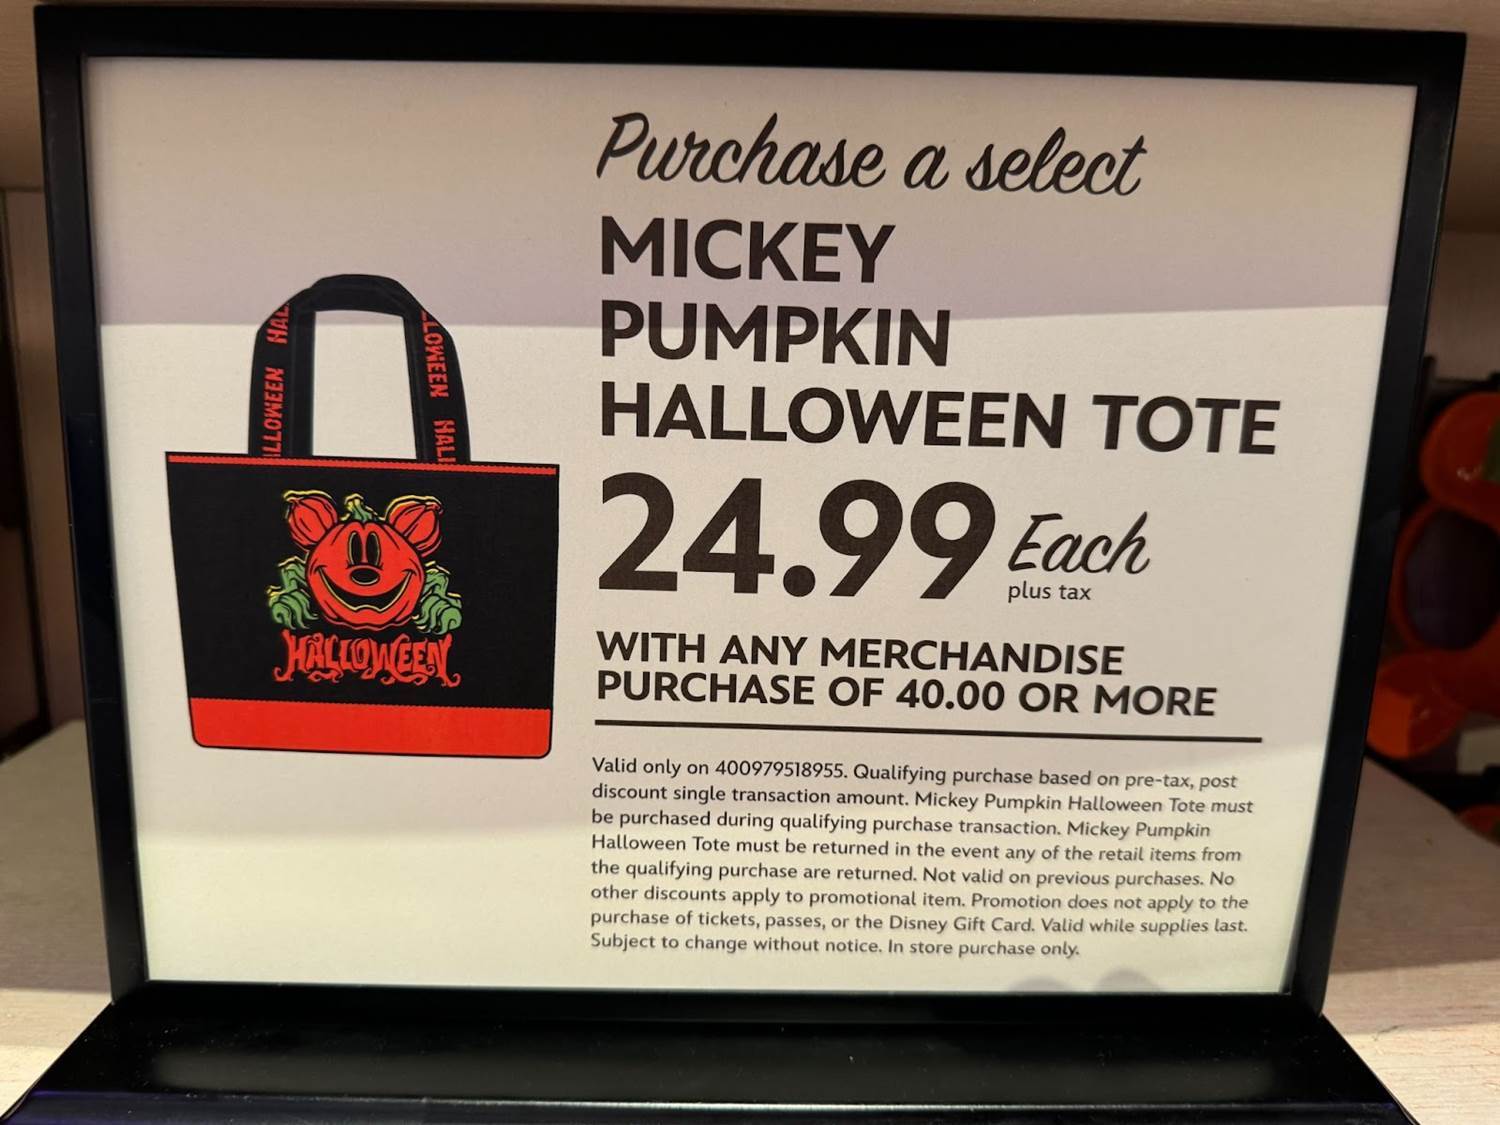 Purchase a select
MICKEY
PUMPKIN
HALLOWEEN TOTE
24.99 Each
plus tax
WITH ANY MERCHANDISE
PURCHASE OF 40.00 OR MORE
Valid only on 400979518955. Qualifying purchase based on pre-tax, post
discount single transaction amount. Mickey Pumpkin Halloween Tote must
be purchased during qualifying purchase transaction. Mickey Pumpkin
Halloween Tote must be returned in the event any of the retail items from
the qualifying purchase are returned. Not valid on previous purchases. No
other discounts apply to promotional item. Promotion does not apply to the
purchase of tickets, passes, or the Disney Gift Card. Valid while supplies last.
Subject to change without notice. In store purchase only.
LLOWEEN HAL
LLOWEEN HALL
HALLOWEEN